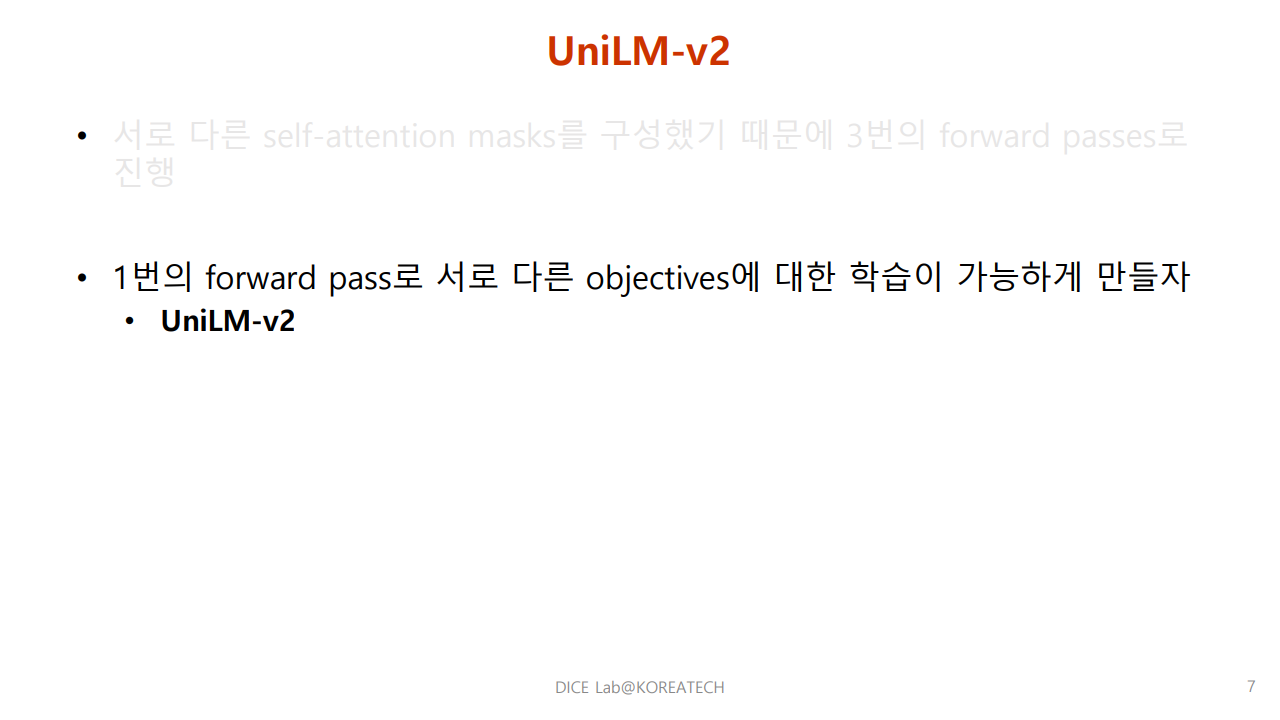 UniLM-v2
• 서로 다른 self-attention masks를 구성했기 때문에 3번의 forward passes로
진행
• 1번의 forward pass로 서로 다른 objectives에 대한 학습이 가능하게 만들자
• UniLM-v2
DICE Lab@KOREATECH
7